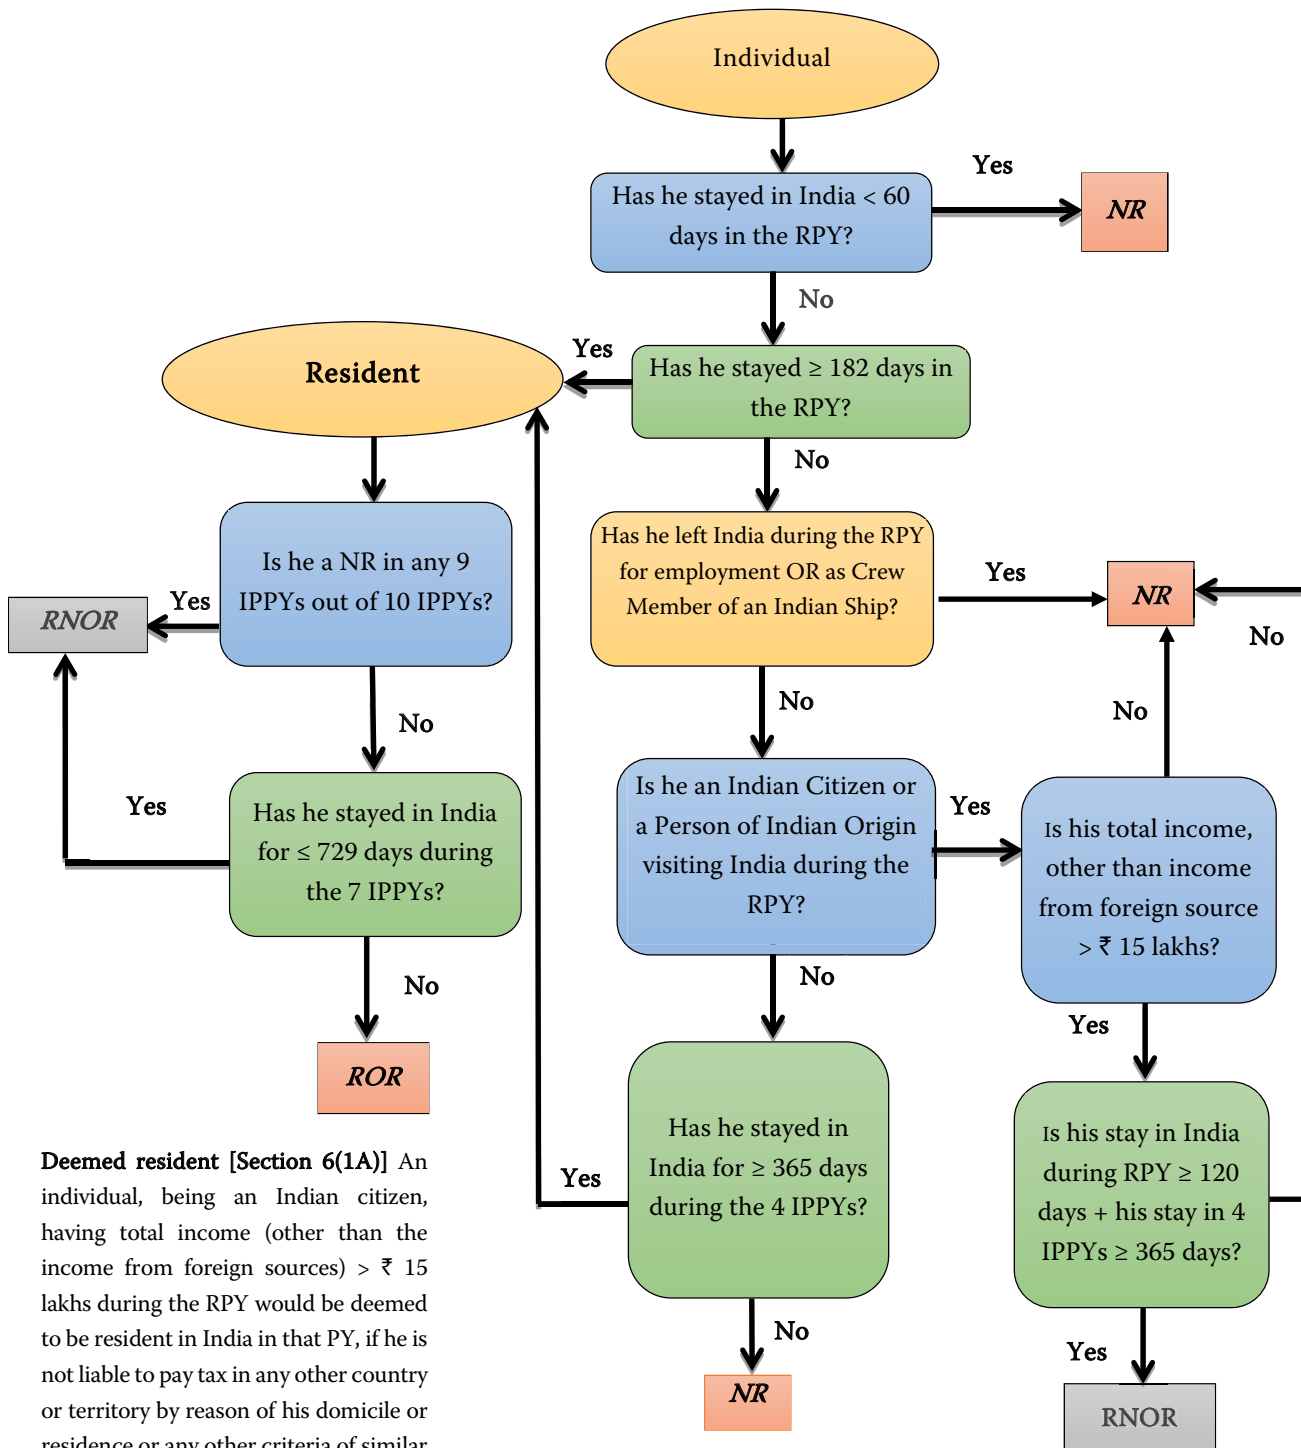 Individual
Yes
Has he stayed in India < 60
days in the RPY?
NR
No
Resident
Yes
Has he stayed ≥ 182 days in
the RPY?
No
Is he a NR in any 9
IPPYs out of 10 IPPYs?
Yes
RNOR
No
Has he left India during the RPY
for employment OR as Crew
Member of an Indian Ship?
Yes
NR
No
No
No
Yes
Has he stayed in India
for ≤ 729 days during
the 7 IPPYs?
Is he an Indian Citizen or
a Person of Indian Origin
visiting India during the
RPY?
Yes
Is his total income,
other than income
from foreign source
> ₹ 15 lakhs?
No
No
Yes
ROR
Has he stayed in
India for ≥ 365 days
during the 4 IPPYs?
Yes
Is his stay in India
during RPY ≥ 120
days + his stay in 4
IPPYs ≥ 365 days?
No
Yes
NR
RNOR
Deemed resident [Section 6(1A)] An
individual, being an Indian citizen,
having total income (other than the
income from foreign sources) > ₹ 15
lakhs during the RPY would be deemed
to be resident in India in that PY, if he is
not liable to pay tax in any other country
or territory by reason of his domicile or
residence or any other criteria of similar